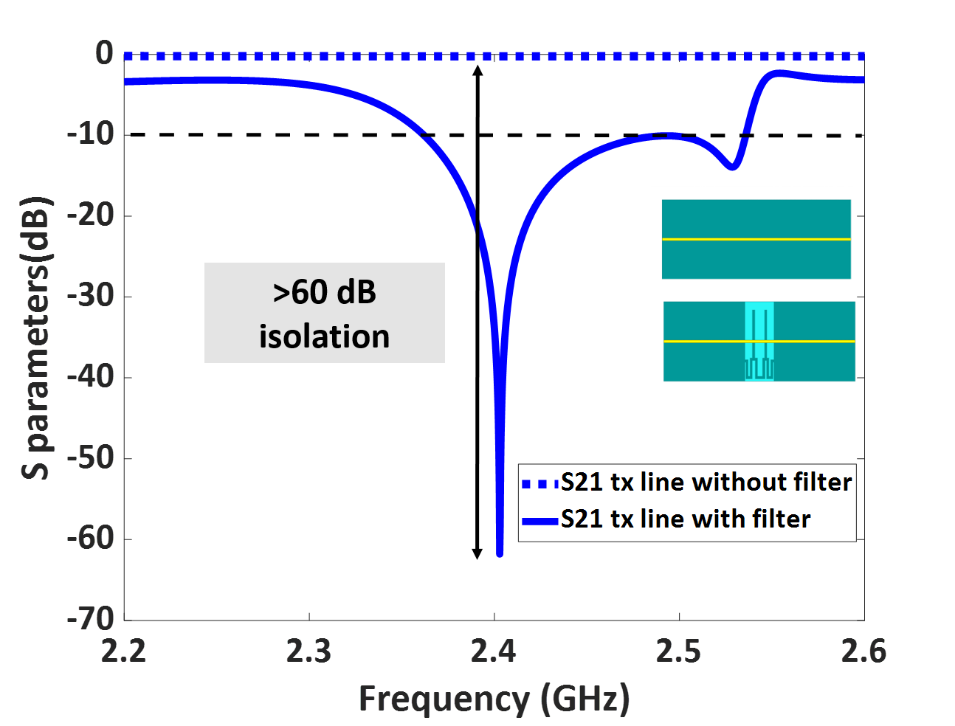 0
-10
-20
-30
-40
-50
-60
-70
S parameters(dB)
>60 dB
isolation
S21 tx line without filter
S21 tx line with filter
2.2 2.3 2.4 2.5 2.6
Frequency (GHz)